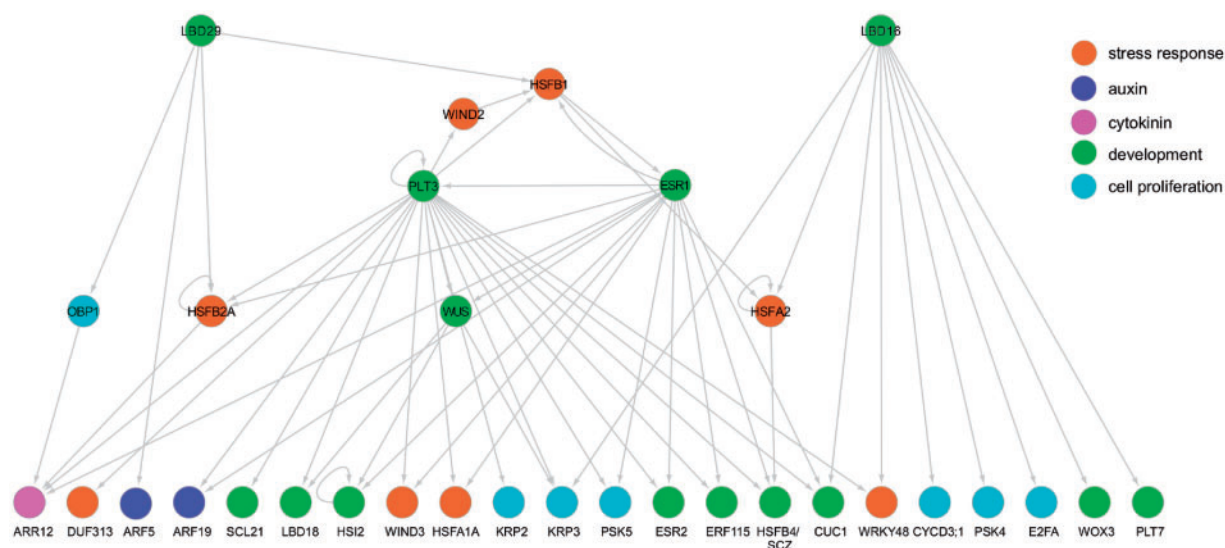 LBD29
LBD16
stress response
HSFB1
auxin
WIND2
cytokinin
development
PLT3
ESR1
cell proliferation
OBP1
HSFB2A
WUS
HSFA2
ARR12 DUF313 ARF5 ARF19 SCL21 LBD18 HSI2 WIND3 HSFA1A KRP2 KRP3 PSK5 ESR2 ERF115 HSFB4/ CUC1 WRKY48 CYCD3;1 PSK4 E2FA WOX3 PLT7
SCZ